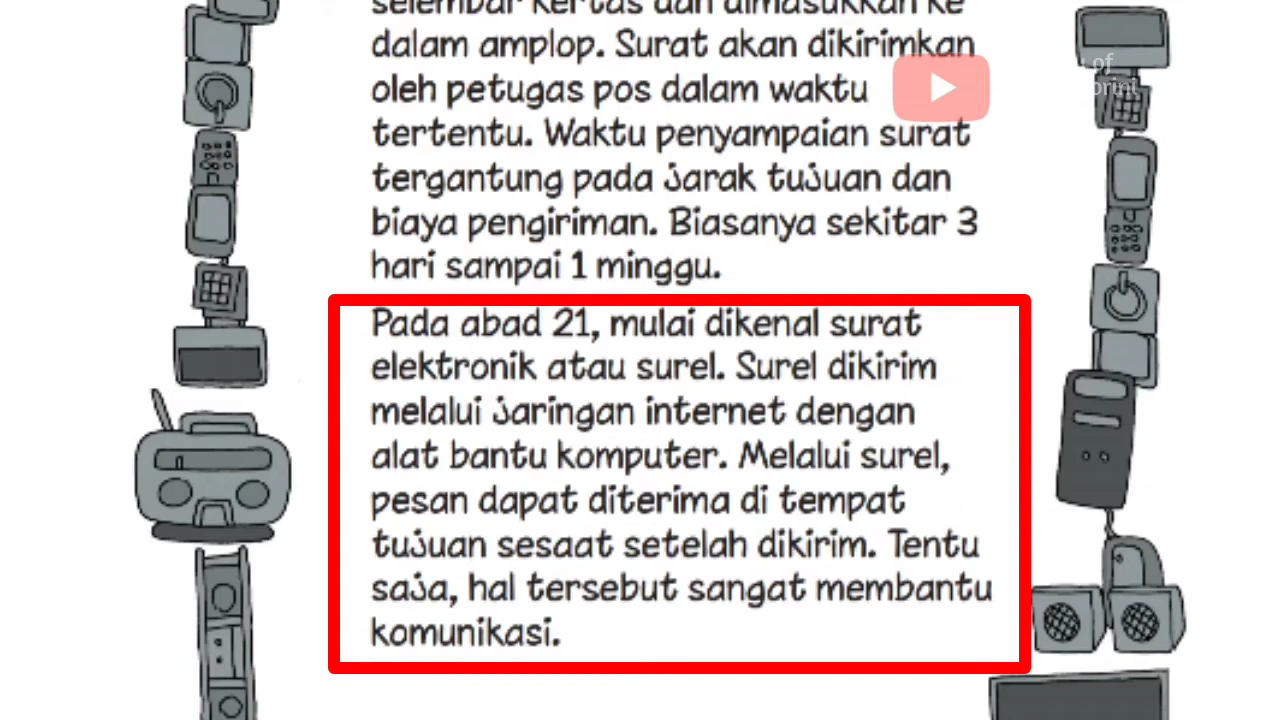 selembar kertas dan dimasukkan ke
dalam amplop. Surat akan dikirimkan
oleh petugas pos dalam waktu
tertentu. Waktu penyampaian surat
tergantung pada jarak tujuan dan
biaya pengiriman. Biasanya sekitar 3
hari sampai 1 minggu.
Pada abad 21, mulai dikenal surat
elektronik atau surel. Surel dikirim
melalui jaringan internet dengan
alat bantu komputer. Melalui surel,
pesan dapat diterima di tempat
tujuan sesaat setelah dikirim. Tentu
saja, hal tersebut sangat membantu
komunikasi.
of
print